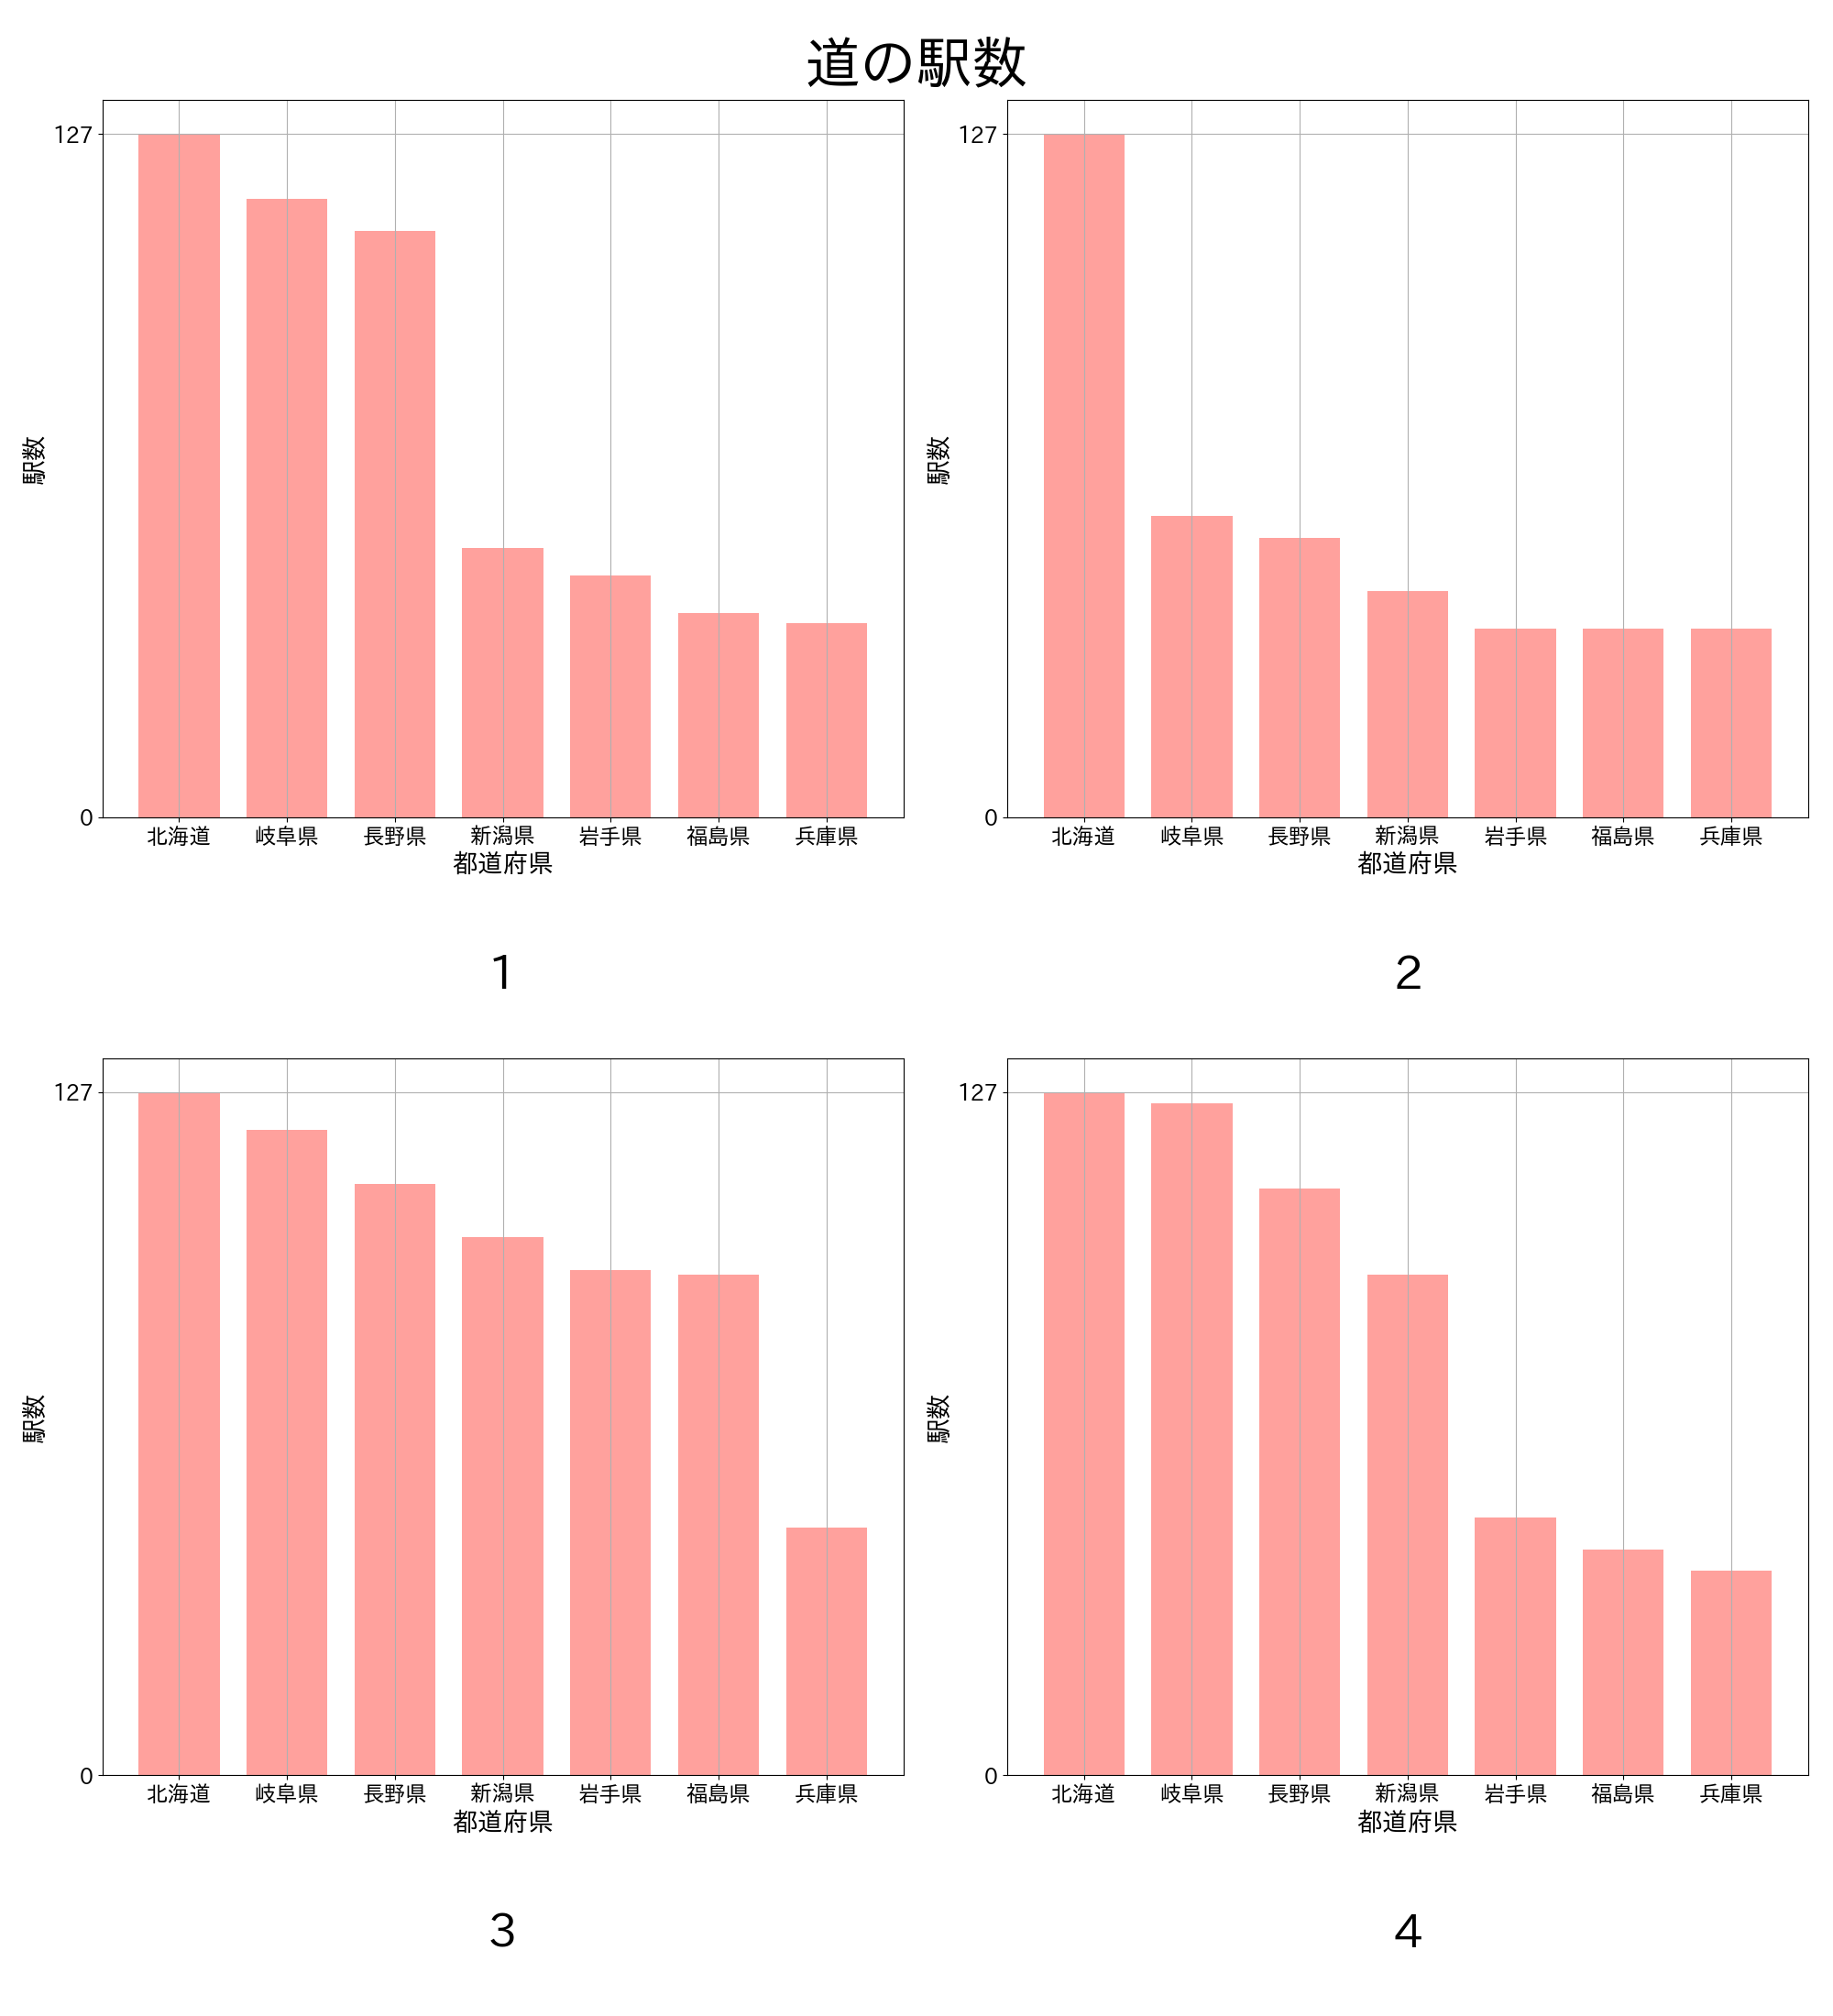 道の駅数
127
0
駅数
北海道 岐阜県 長野県 新潟県 岩手県 福島県 兵庫県
都道府県
1
127
0
駅数
北海道 岐阜県 長野県 新潟県 岩手県 福島県 兵庫県
都道府県
2
127
0
駅数
北海道 岐阜県 長野県 新潟県 岩手県 福島県 兵庫県
都道府県
3
127
0
駅数
北海道 岐阜県 長野県 新潟県 岩手県 福島県 兵庫県
都道府県
4